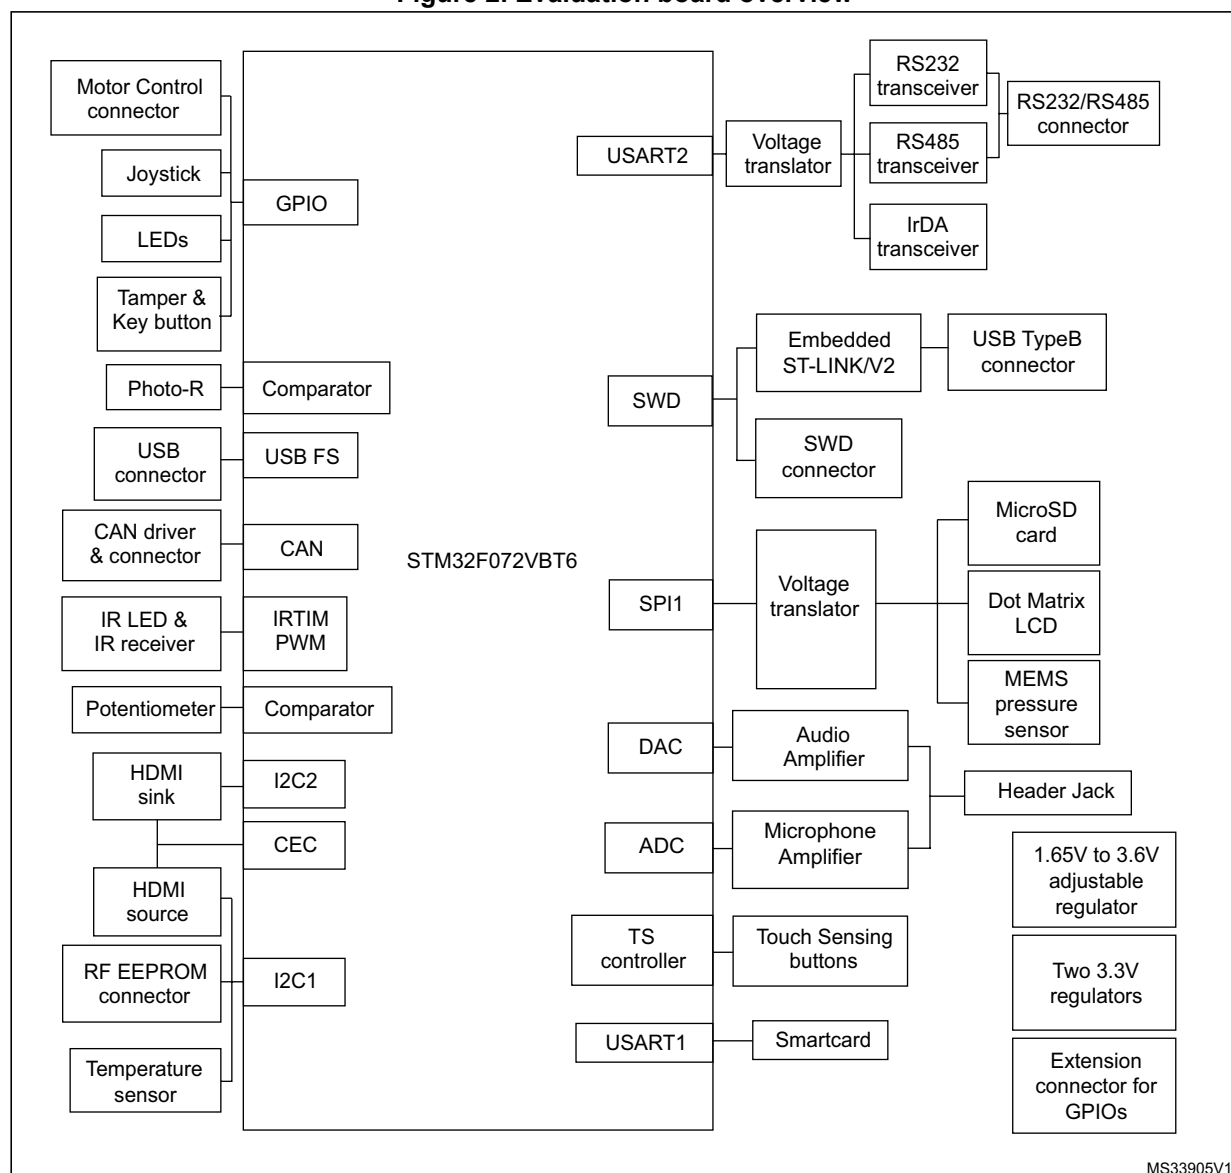 Figure 2. Evaluation board overview
Motor Control
connector
Joystick
LEDs
Tamper &
Key button
Photo-R
USB
connector
CAN driver
& connector
IR LED &
IR receiver
Potentiometer
HDMI
sink
HDMI
source
RF EEPROM
connector
Temperature
sensor
GPIO
Comparator
USB FS
CAN
IRTIM
PWM
Comparator
I2C2
CEC
I2C1
STM32F072VBT6
USART2
SWD
SPI1
DAC
ADC
TS
controller
USART1
Voltage
translator
RS232
transceiver
RS485
transceiver
IrDA
transceiver
RS232/RS485
connector
Embedded
ST-LINK/V2
USB TypeB
connector
SWD
connector
Voltage
translator
MicroSD
card
Dot Matrix
LCD
MEMS
pressure
sensor
Audio
Amplifier
Microphone
Amplifier
Header Jack
Touch Sensing
buttons
Smartcard
1.65V to 3.6V
adjustable
regulator
Two 3.3V
regulators
Extension
connector for
GPIOs
MS33905V1